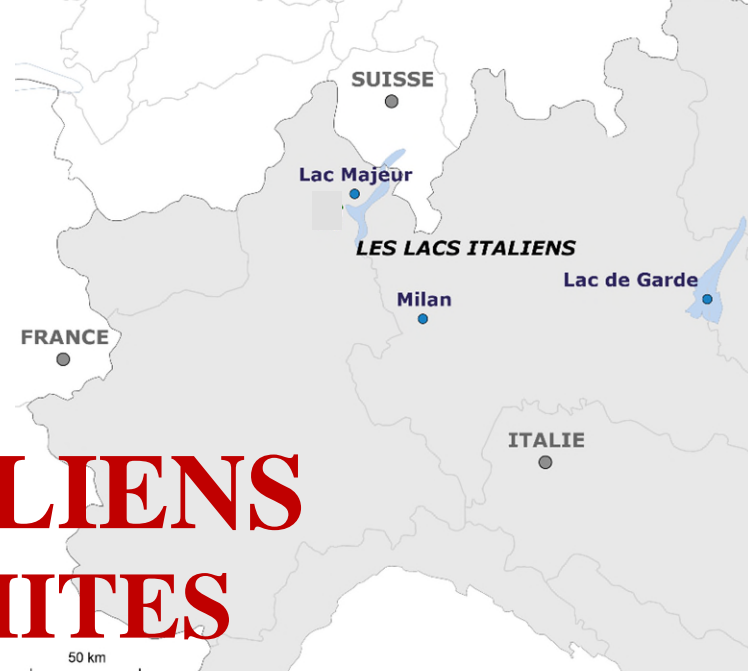 SUISSE
Lac Majeur
LES LACS ITALIENS
Lac de Garde
Milan
FRANCE
ITALIE
LIENS
ITES
50 km